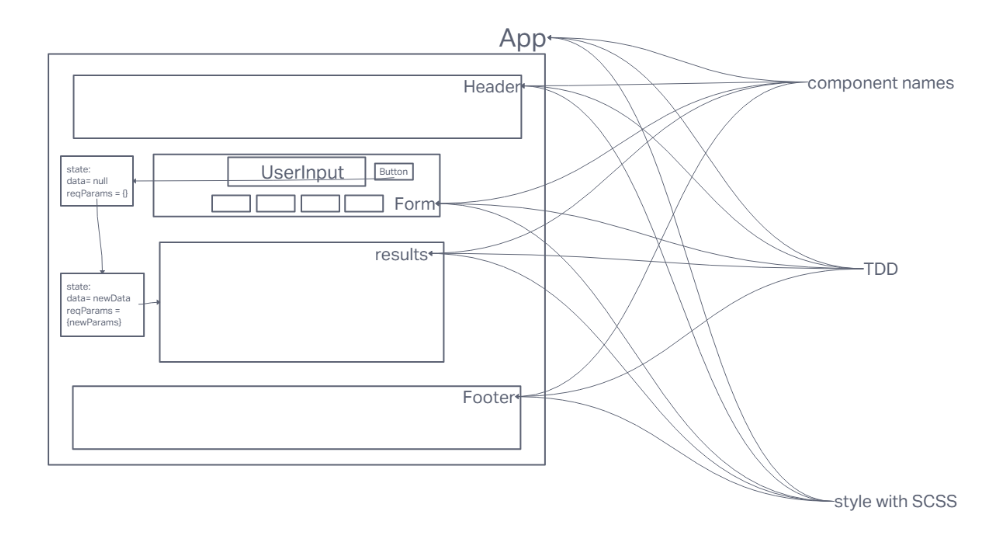 App
Header
component names
state:
data= null
reqParams = {}
UserInput
Button
Form
results
TDD
state:
data= newData
reqParams =
{newParams}
Footer
style with SCSS